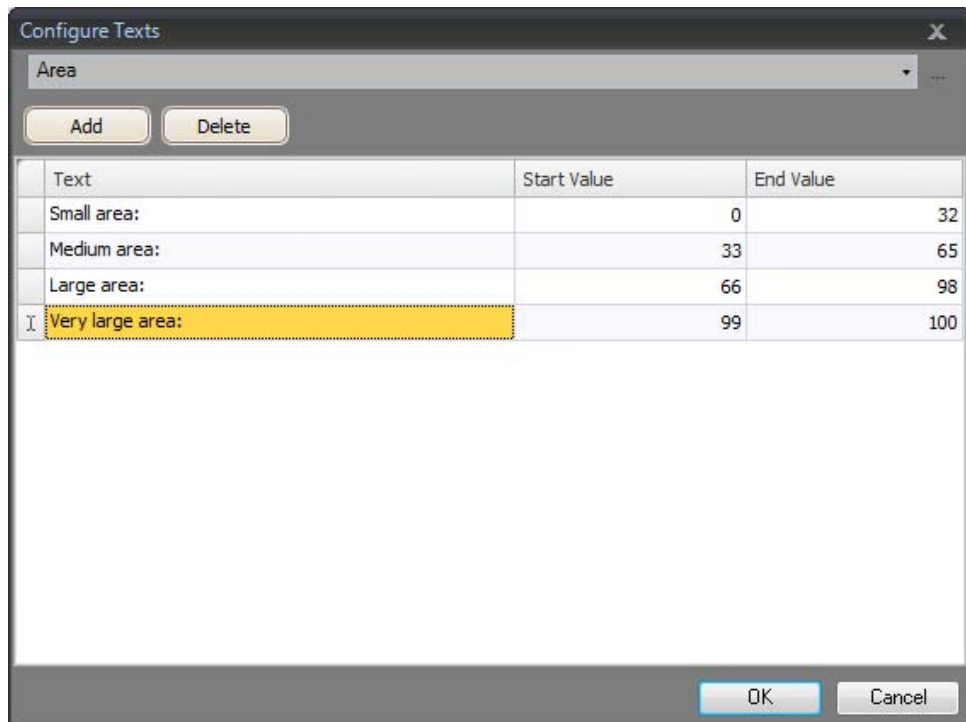 Configure Texts
Area
...
Add Delete
Text Start Value End Value
Small area: 0 32
Medium area: 33 65
Large area: 66 98
Very large area: 99 100
OK Cancel